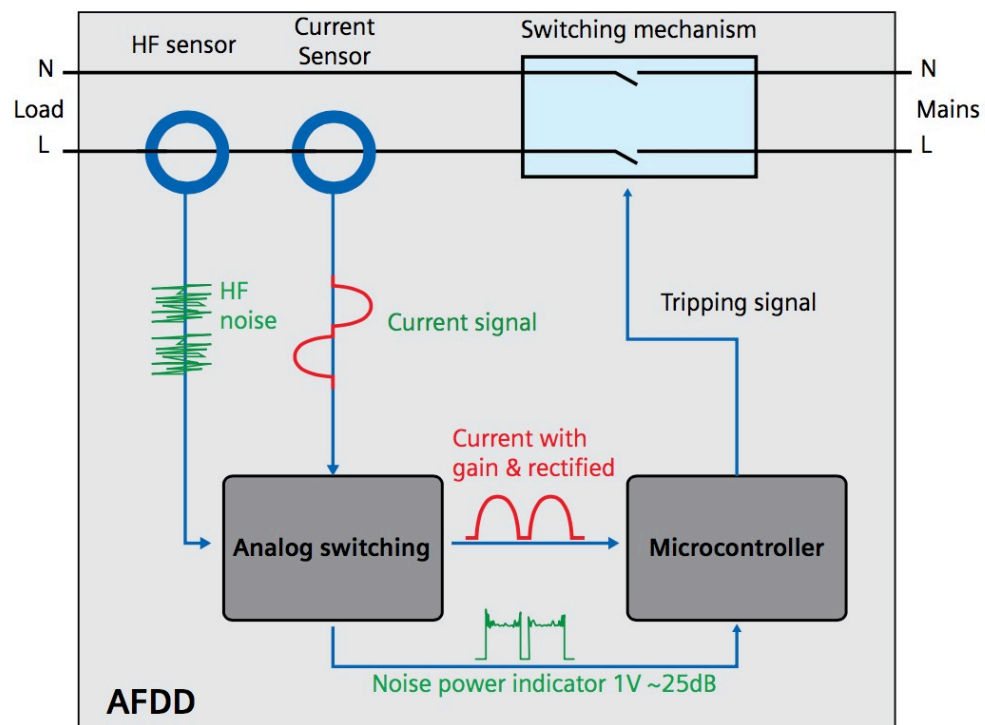 HF sensor
Current
Sensor
Switching mechanism
N
N
Load
Mains
L
L
HF
noise
Current signal
Tripping signal
Current with
gain & rectified
Analog switching
Microcontroller
Noise power indicator 1V ~25dB
AFDD